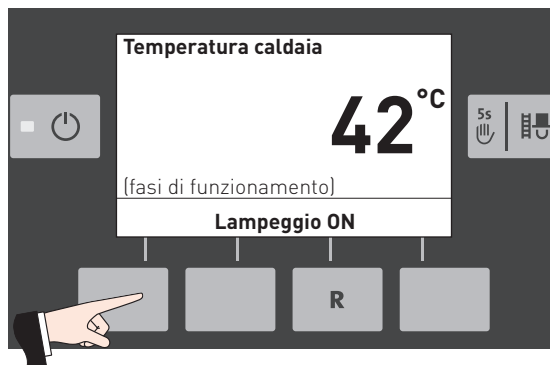 Temperatura caldaia
42 °C
5s
(fasi di funzionamento)
Lampeggio ON
R